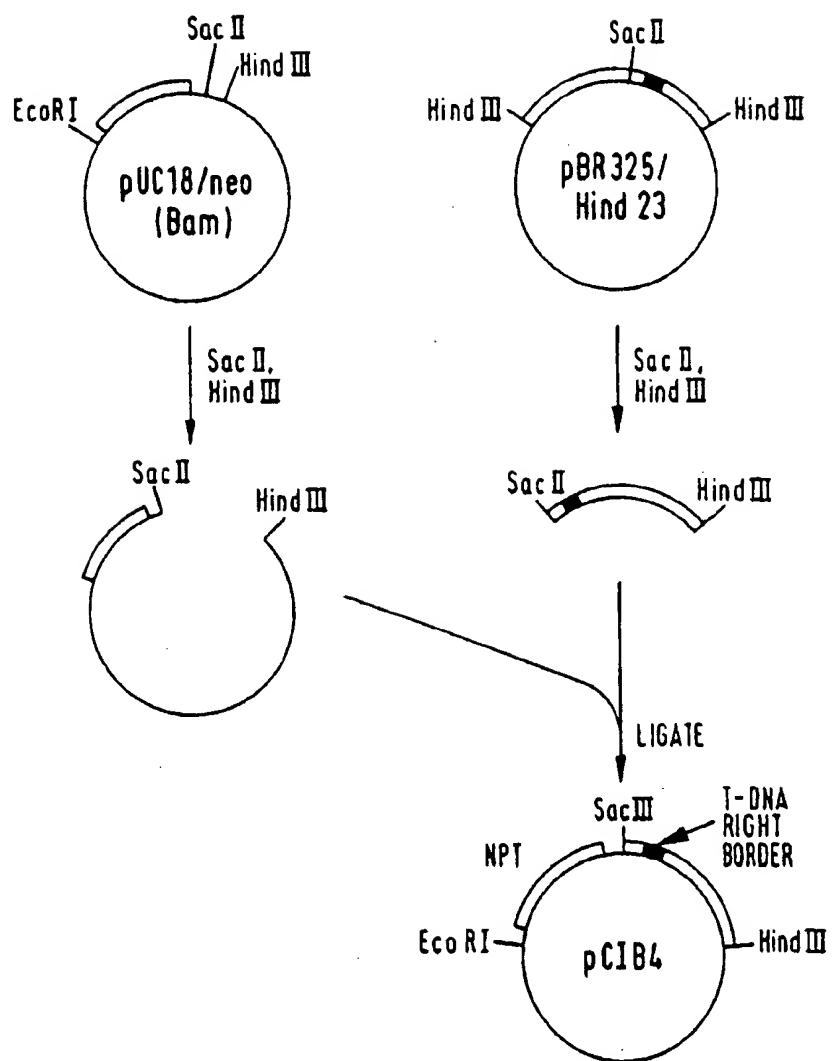 Sac II
Hind III
EcoRI
pUC18/neo
(Bam)
Sac II
Hind III
Hind III
pBR325/
Hind 23
Sac II,
Hind III
Sac II,
Hind III
Sac II
Hind III
Sac II
Hind III
LIGATE
Sac III
T-DNA
RIGHT
BORDER
NPT
Eco RI
Hind III
pCIB4